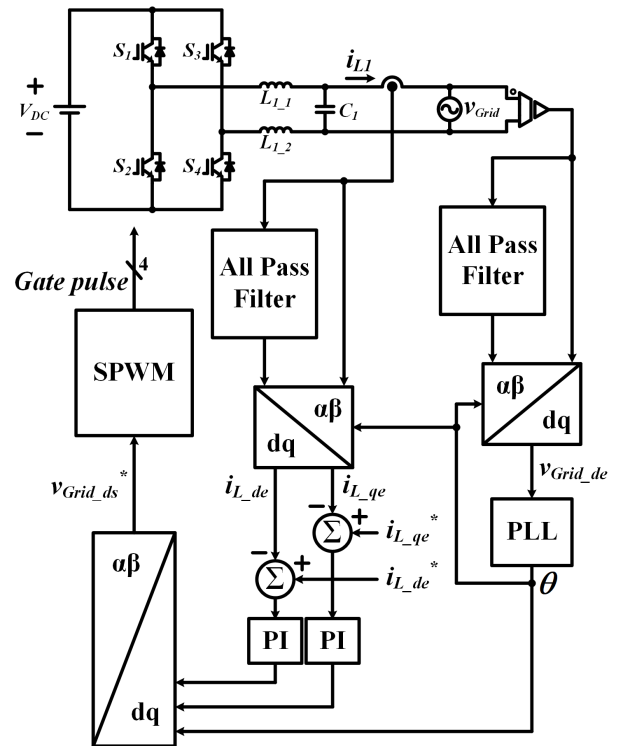 S1
S3
iL1
+
VDC
−
L1_1
C1
vGrid
S2
S4
L1_2
Gate pulse
4
All Pass
Filter
All Pass
Filter
SPWM
αβ
dq
αβ
dq
vGrid_ds*
iL_de
iL_qe
vGrid_de
−
+
Σ
iL_qe*
PLL
αβ
−
+
Σ
iL_de*
θ
PI
PI
dq